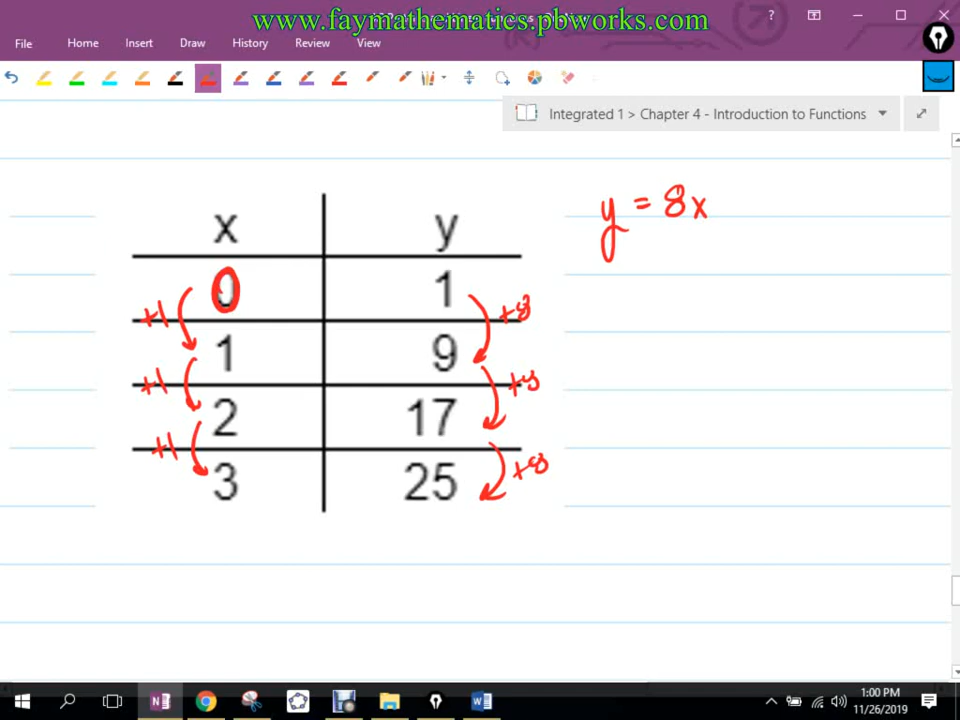 www.faymathematics.pbworks.com
File Home Insert Draw History Review View
Integrated 1 > Chapter 4 - Introduction to Functions
x y
y = 8x
0 1
+1 +8
1 9
+1 +8
2 17
+1 +8
3 25
1:00 PM
11/26/2019